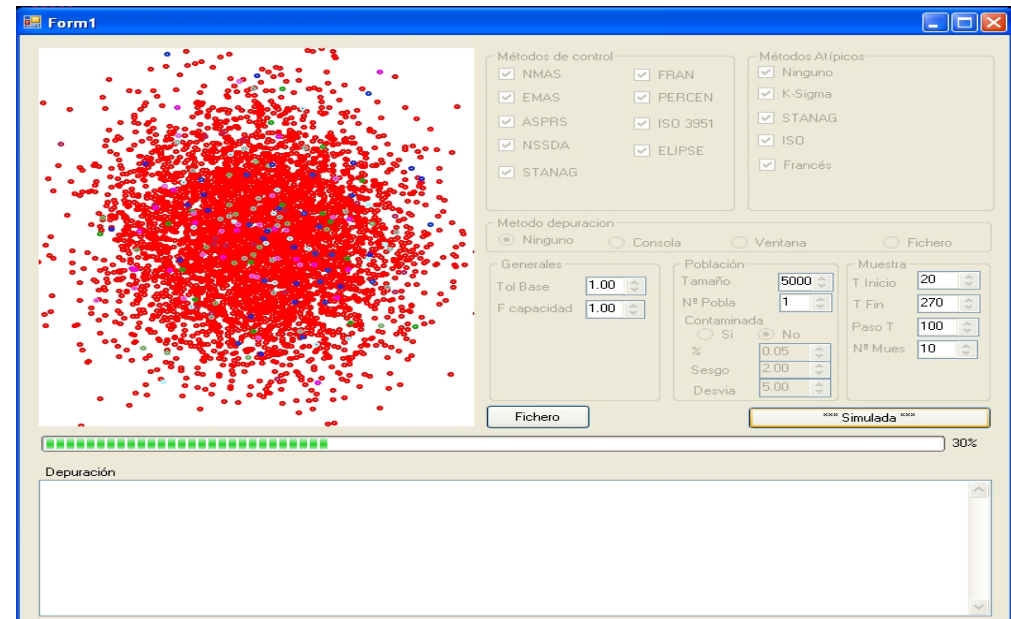 Form1
Métodos de control
NMAS
FRAN
EMAS
PERCEN
ASPRS
ISO 3951
NSSDA
ELIPSE
STANAG
Métodos Atípicos
Ninguno
K-Sigma
STANAG
ISO
Francés
Metodo depuracion
Ninguno
Consola
Ventana
Fichero
Generales
Tol Base 1.00
F capacidad 1.00
Población
Tamaño 5000
Nº Pobla 1
Contaminada
Si
No
% 0.05
Sesgo 2.00
Desvia 5.00
Muestra
T Inicio 20
T Fin 270
Paso T 100
Nº Mues 10
Fichero
*** Simulada ***
30%
Depuración